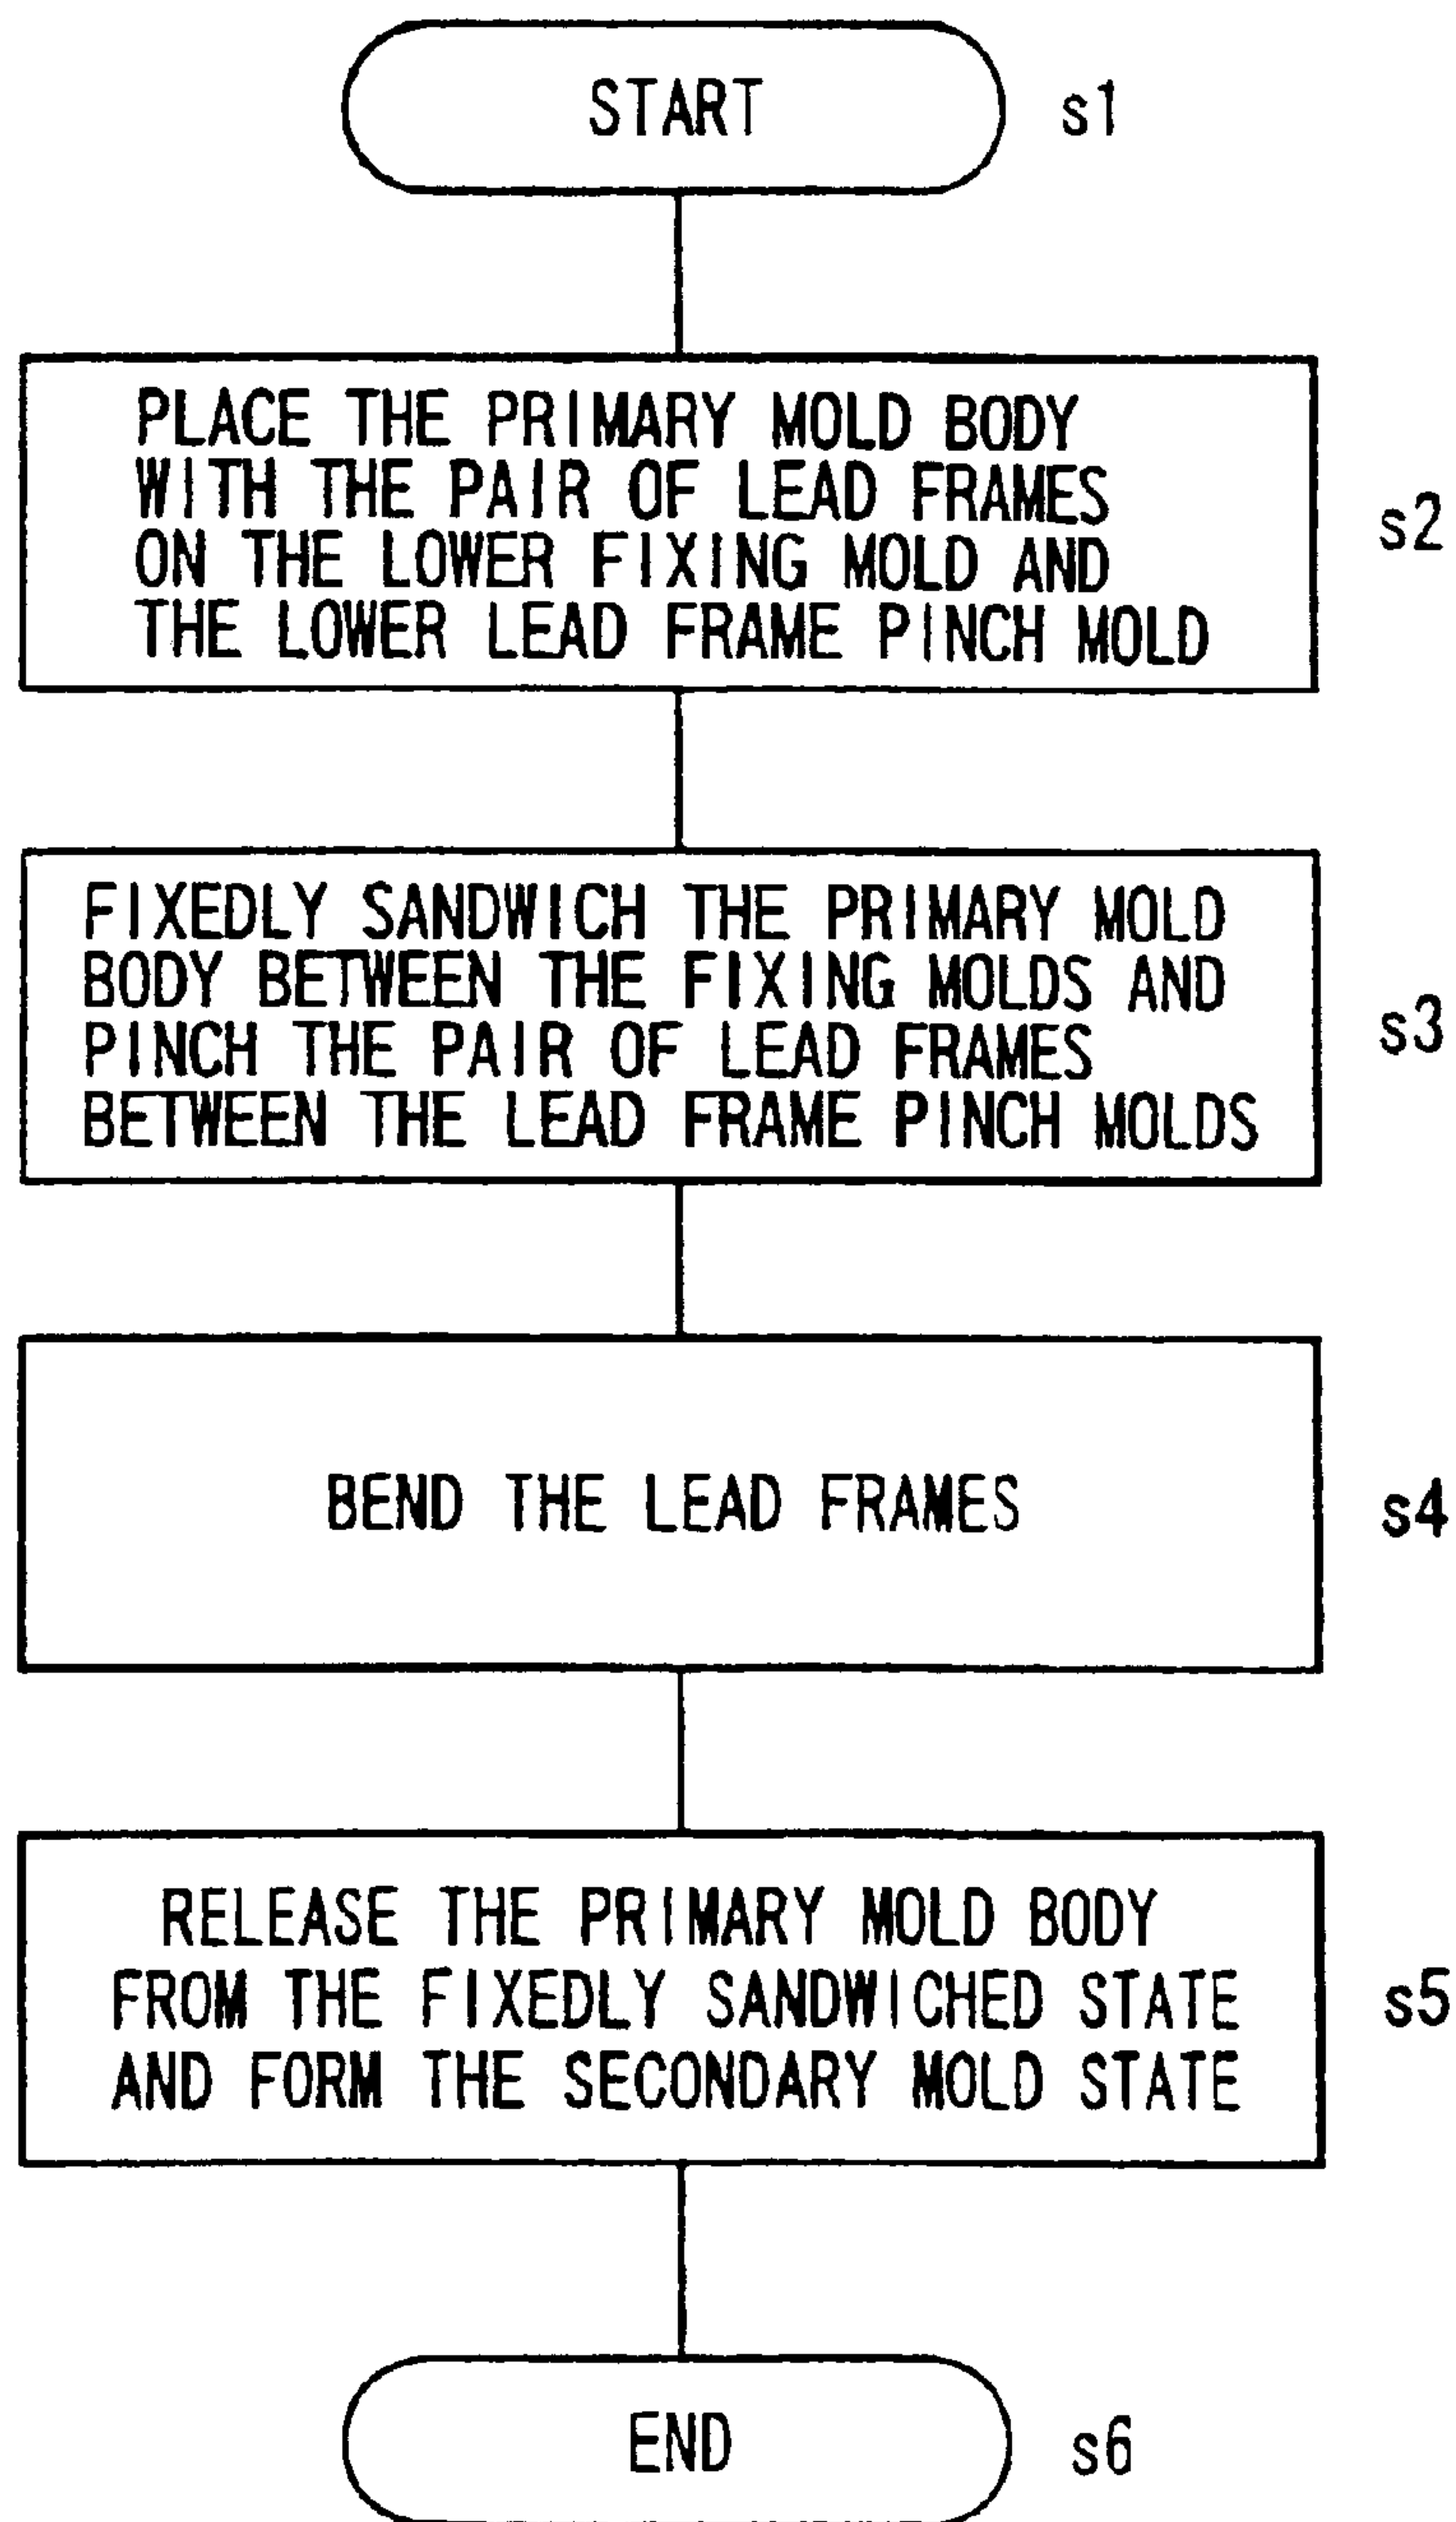 START
s1
PLACE THE PRIMARY MOLD BODY
WITH THE PAIR OF LEAD FRAMES
ON THE LOWER FIXING MOLD AND
THE LOWER LEAD FRAME PINCH MOLD
s2
FIXEDLY SANDWICH THE PRIMARY MOLD
BODY BETWEEN THE FIXING MOLDS AND
PINCH THE PAIR OF LEAD FRAMES
BETWEEN THE LEAD FRAME PINCH MOLDS
s3
BEND THE LEAD FRAMES
s4
RELEASE THE PRIMARY MOLD BODY
FROM THE FIXEDLY SANDWICHED STATE
AND FORM THE SECONDARY MOLD STATE
s5
END
s6